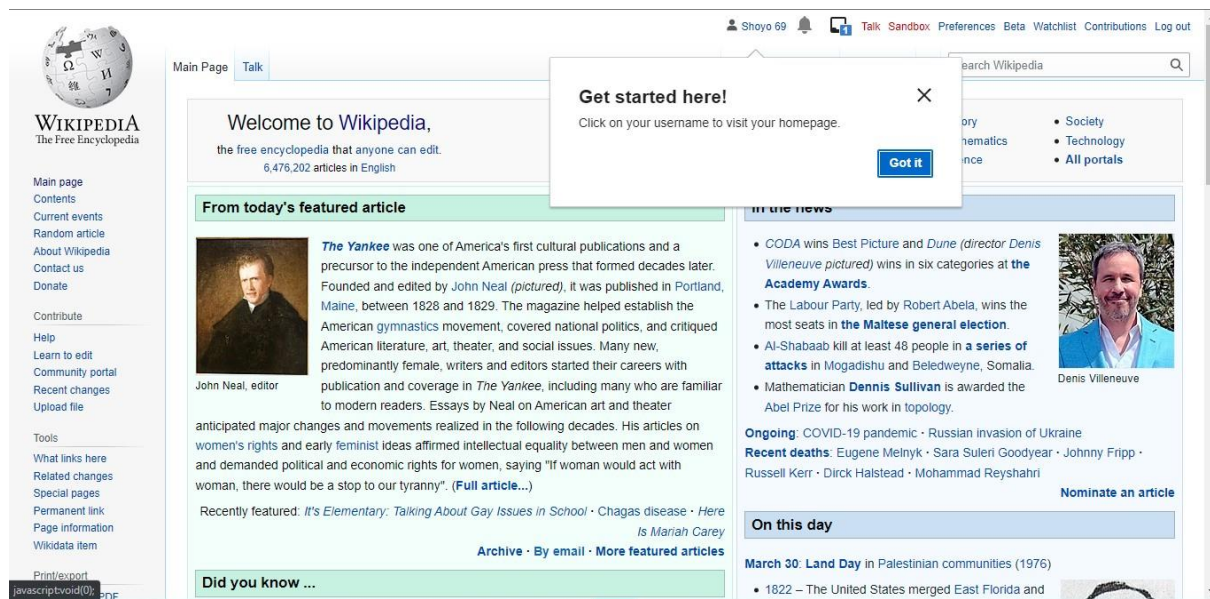 Shoyo 69 1 Talk Sandbox Preferences Beta Watchlist Contributions Log out
WIKIPEDIA
The Free Encyclopedia
Main page
Contents
Current events
Random article
About Wikipedia
Contact us
Donate
Contribute
Help
Learn to edit
Community portal
Recent changes
Upload file
Tools
What links here
Related changes
Special pages
Permanent link
Page information
Wikidata item
Print/export
javascript:void(0);
Main Page Talk
Wikipedia
Get started here!
Click on your username to visit your homepage.
Got it
Welcome to Wikipedia,
the free encyclopedia that anyone can edit.
6,476,202 articles in English
• Society
• Technology
• All portals
From today's featured article
The Yankee was one of America's first cultural publications and a
precursor to the independent American press that formed decades later.
Founded and edited by John Neal (pictured), it was published in Portland,
Maine, between 1828 and 1829. The magazine helped establish the
American gymnastics movement, covered national politics, and critiqued
American literature, art, theater, and social issues. Many new,
predominantly female, writers and editors started their careers with
publication and coverage in The Yankee, including many who are familiar
to modern readers. Essays by Neal on American art and theater
John Neal, editor
anticipated major changes and movements realized in the following decades. His articles on
women's rights and early feminist ideas affirmed intellectual equality between men and women
and demanded political and economic rights for women, saying "If woman would act with
woman, there would be a stop to our tyranny". (Full article...)
Recently featured: It's Elementary: Talking About Gay Issues in School · Chagas disease · Here
Is Mariah Carey
Archive · By email · More featured articles
Did you know ...
In the news
• CODA wins Best Picture and Dune (director Denis
Villeneuve pictured) wins in six categories at the
Academy Awards.
• The Labour Party, led by Robert Abela, wins the
most seats in the Maltese general election.
• Al-Shabaab kill at least 48 people in a series of
attacks in Mogadishu and Beledweyne, Somalia.
• Mathematician Dennis Sullivan is awarded the
Abel Prize for his work in topology.
Denis Villeneuve
Ongoing: COVID-19 pandemic · Russian invasion of Ukraine
Recent deaths: Eugene Melnyk · Sara Suleri Goodyear · Johnny Fripp ·
Russell Kerr · Dirck Halstead · Mohammad Reyshahri
Nominate an article
On this day
March 30: Land Day in Palestinian communities (1976)
• 1822 – The United States merged East Florida and